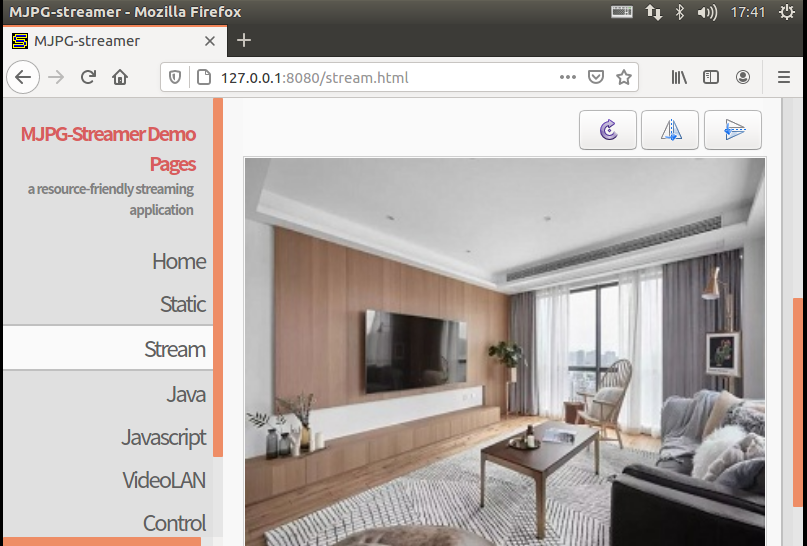 MJPG-streamer - Mozilla Firefox
17:41
MJPG-streamer
127.0.0.1:8080/stream.html
MJPG-Streamer Demo
Pages
a resource-friendly streaming
application
Home
Static
Stream
Java
Javascript
VideoLAN
Control